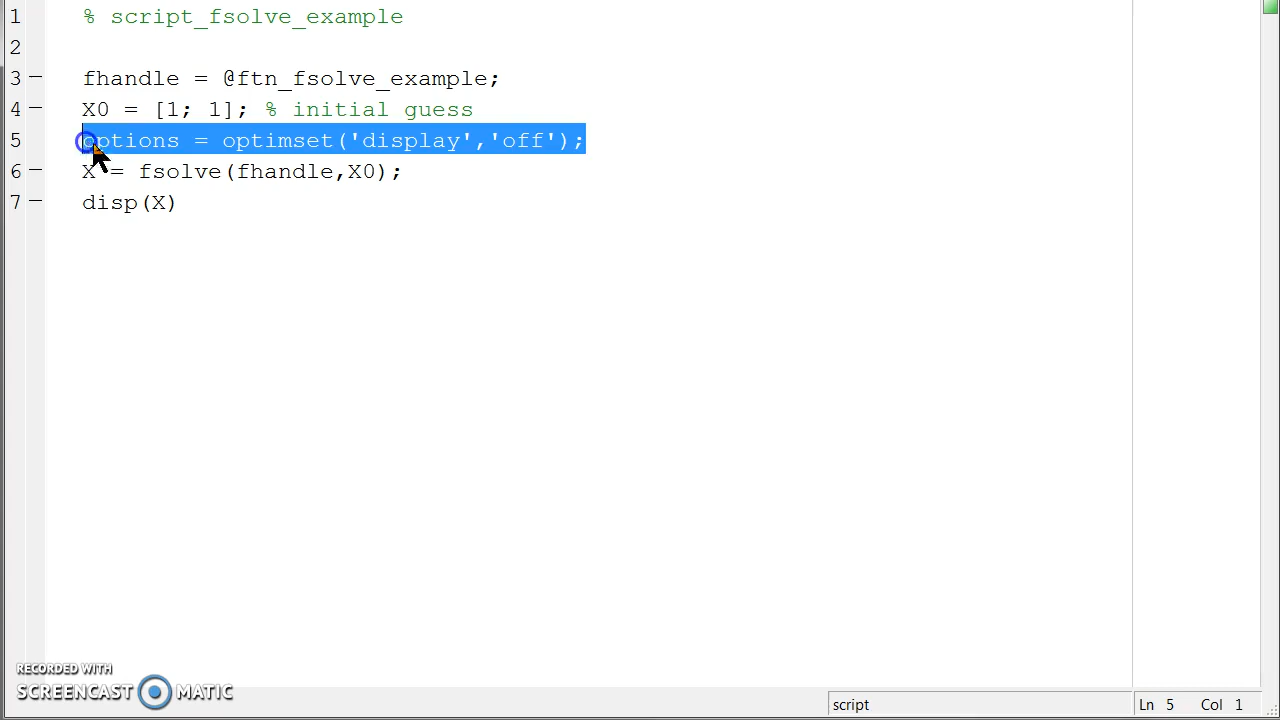 1 % script_fsolve_example
2
3 — fhandle = @ftn_fsolve_example;
4 — X0 = [1; 1]; % initial guess
5 options = optimset('display','off');
6 — X = fsolve(fhandle,X0);
7 — disp(X)
RECORDED WITH
SCREENCAST MATIC
script Ln 5 Col 1